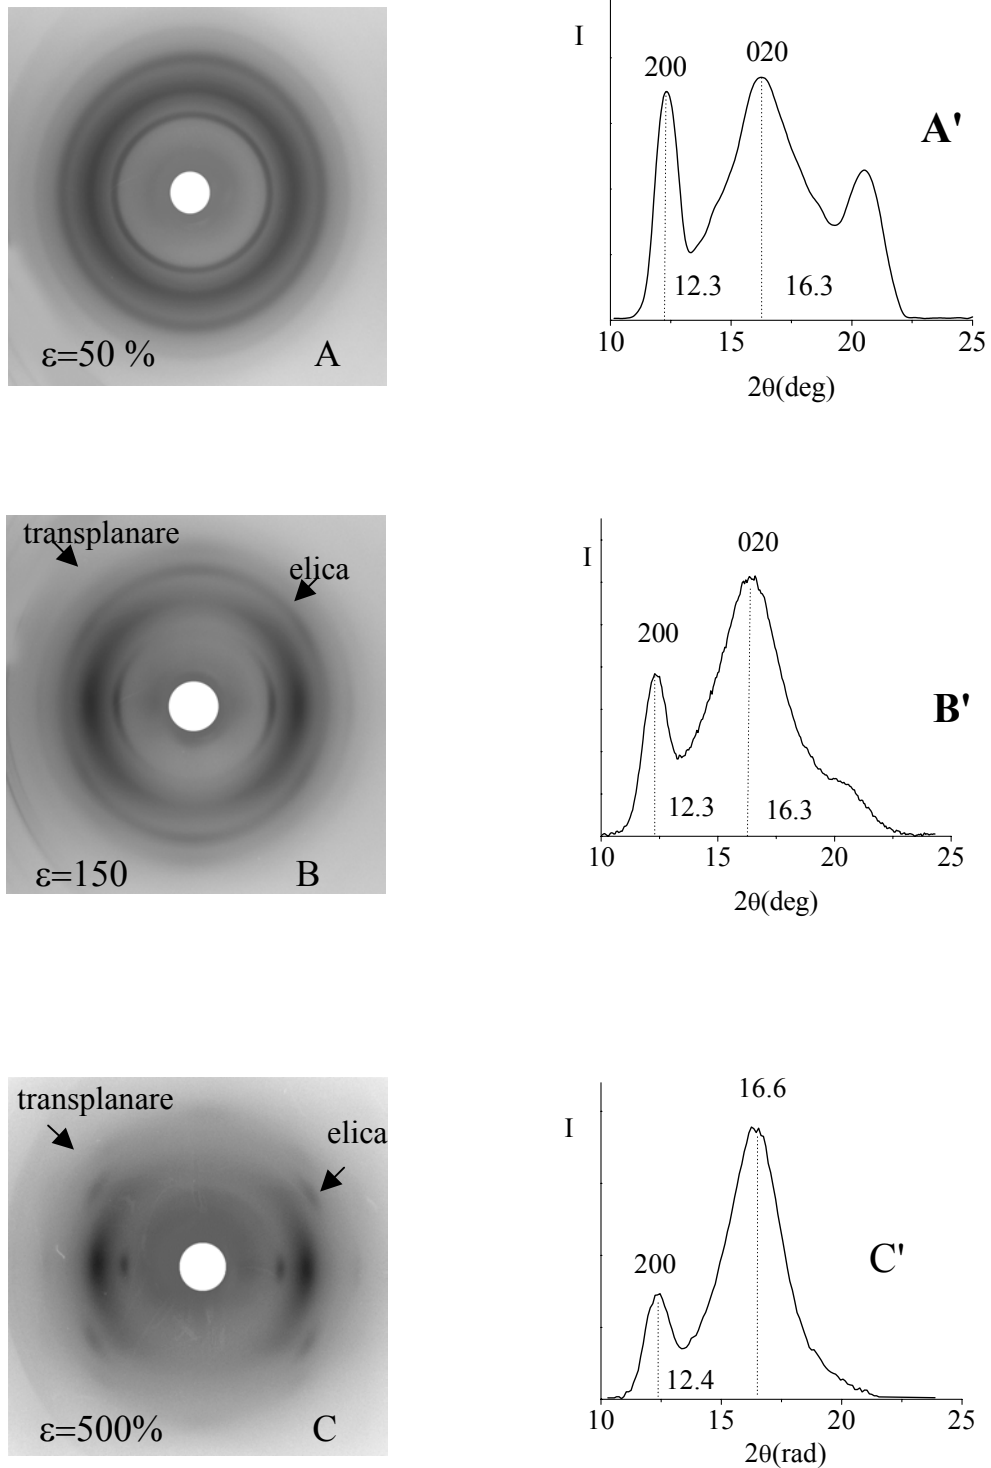 I
200
020
A'
12.3
16.3
10
15
20
25
2θ(deg)
ε=50 %
A
transplanare
elica
ε=150
B
I
020
200
B'
12.3
16.3
10
15
20
25
2θ(deg)
transplanare
elica
ε=500%
C
16.6
I
200
C'
12.4
10
15
20
25
2θ(rad)